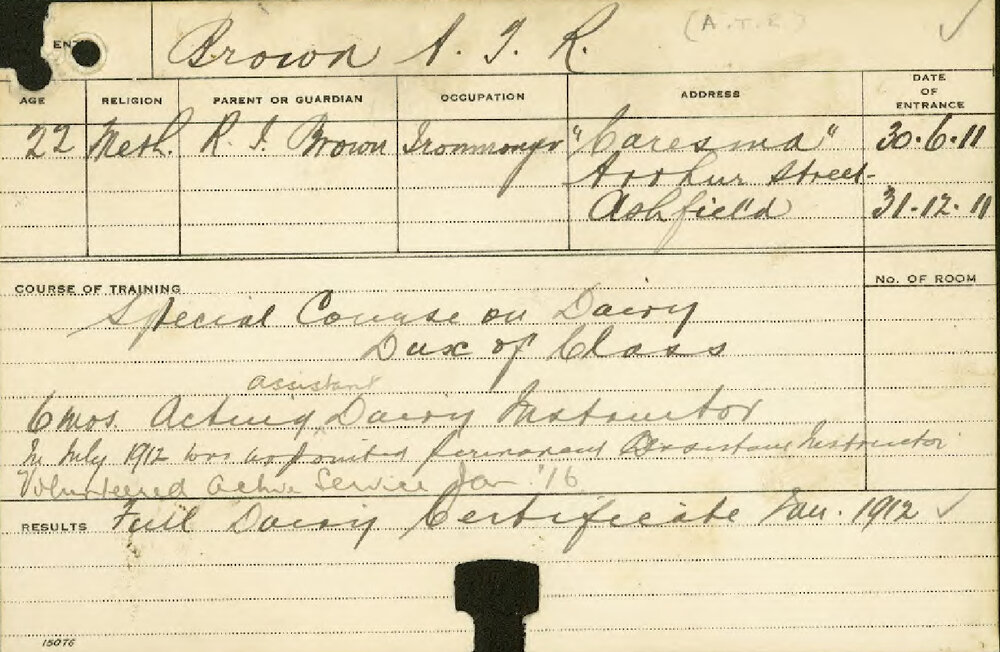 (A.T.R) ✓
Brown A. T. R.
AGE RELIGION PARENT OR GUARDIAN OCCUPATION ADDRESS DATE OF ENTRANCE
22 Meth. R. J. Brown Ironmonger "Caresma" 30.6.11
Arthur Street
Ashfield 31.12.11
COURSE OF TRAINING No. OF ROOM
Special Course on Dairy
Dux of Class
assistant
6 mos. Acting Dairy Instructor
In July 1912 was appointed permanent Assistant Instructor
Volunteered Active Service Jan '16
RESULTS Full Dairy Certificate Jan. 1912 ✓
15076